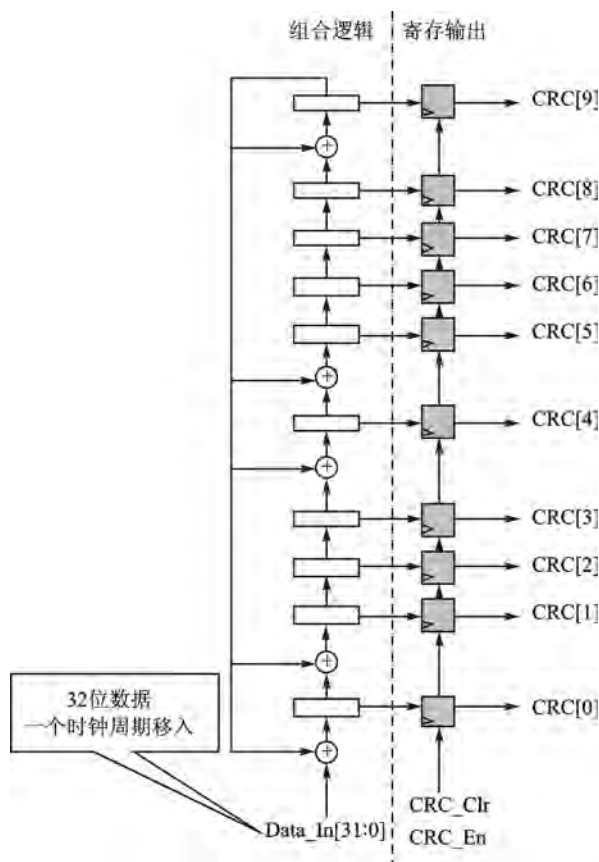 组合逻辑
寄存输出
CRC[9]
CRC[8]
CRC[7]
CRC[6]
CRC[5]
CRC[4]
CRC[3]
CRC[2]
CRC[1]
CRC[0]
32位数据
一个时钟周期移入
Data_In[31:0]
CRC_Clr
CRC_En